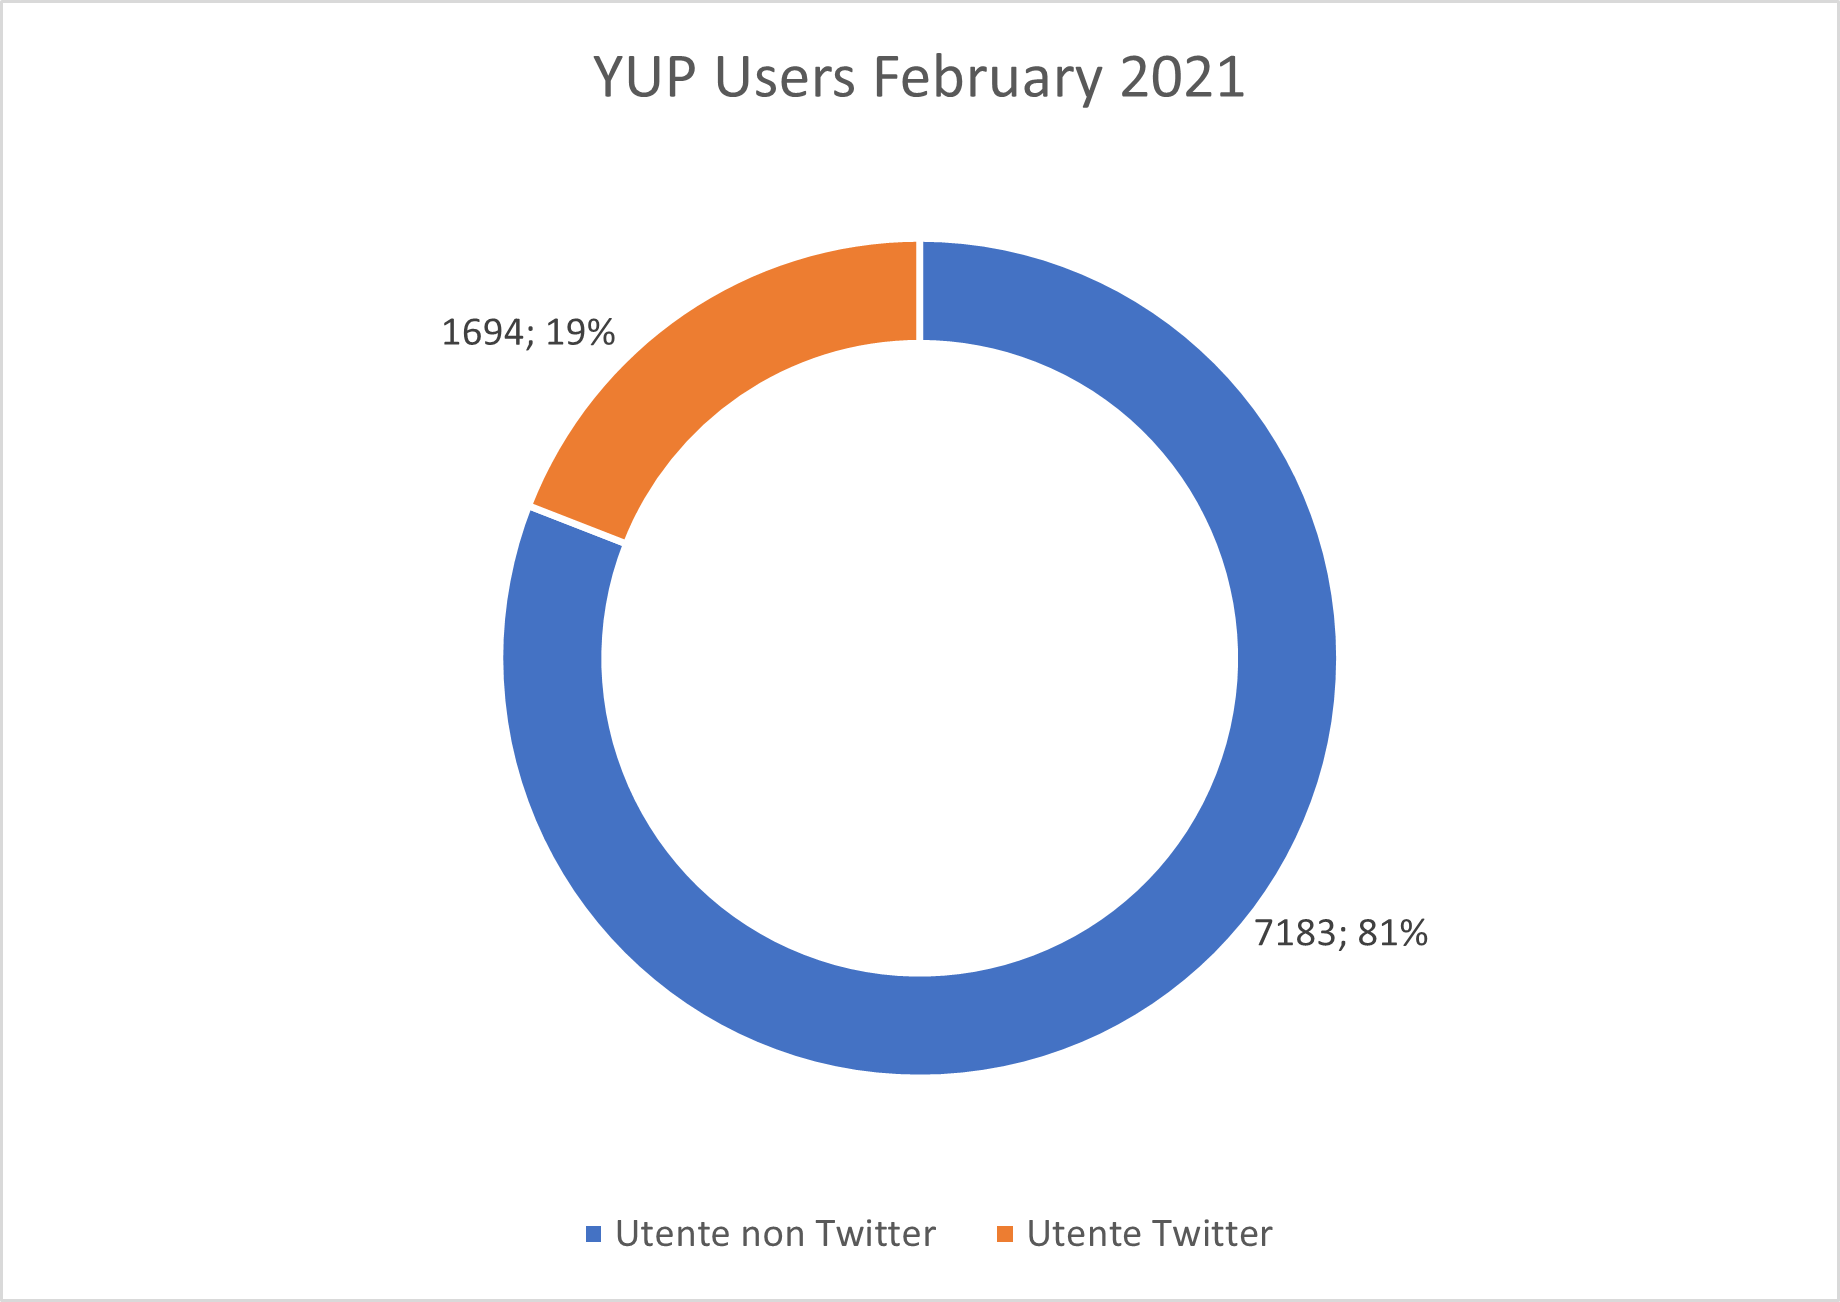 YUP Users February 2021
1694; 19%
7183; 81%
Utente non Twitter
Utente Twitter